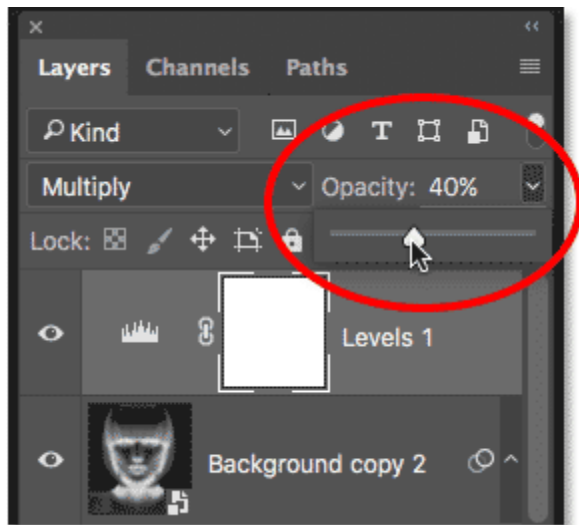 Layers Channels Paths
Kind T
Multiply Opacity: 40%
Lock:
Levels 1
Background copy 2